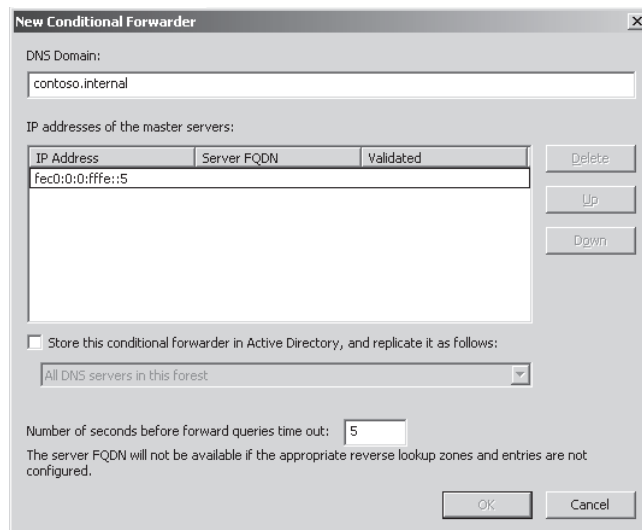 New Conditional Forwarder
DNS Domain:
contoso.internal
IP addresses of the master servers:
IP Address Server FQDN Validated
fec0:0:0:fffe::5
Delete
Up
Down
Store this conditional forwarder in Active Directory, and replicate it as follows:
All DNS servers in this forest
Number of seconds before forward queries time out: 5
The server FQDN will not be available if the appropriate reverse lookup zones and entries are not
configured.
OK Cancel